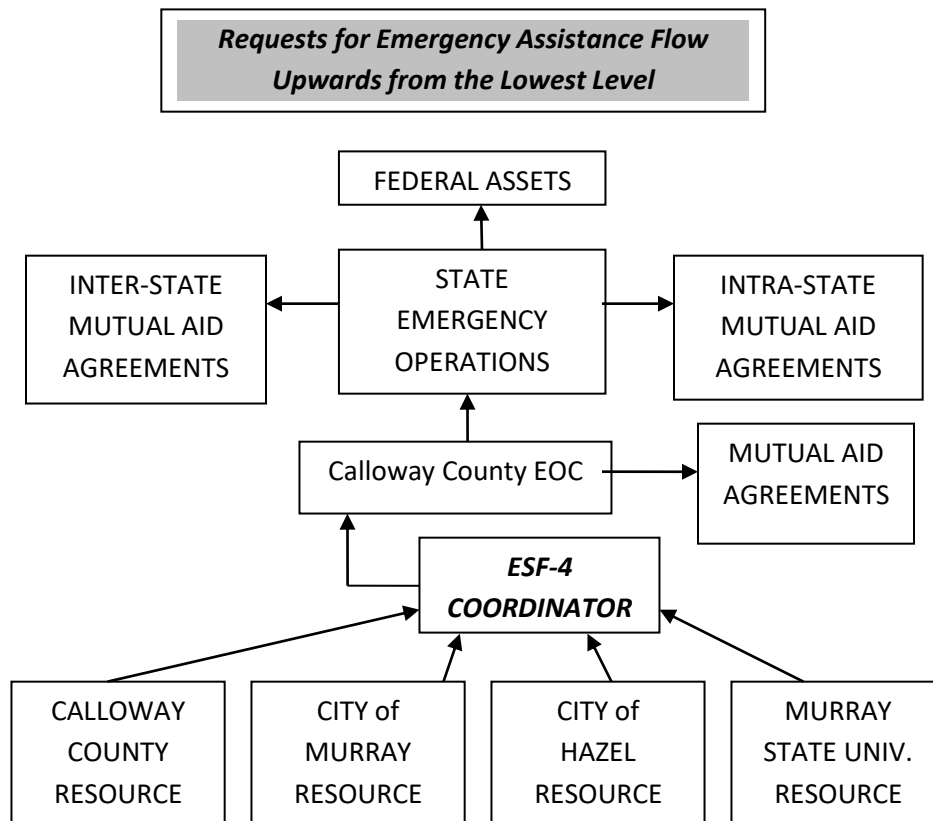 Requests for Emergency Assistance Flow
Upwards from the Lowest Level
FEDERAL ASSETS
INTER-STATE
MUTUAL AID
AGREEMENTS
STATE
EMERGENCY
OPERATIONS
INTRA-STATE
MUTUAL AID
AGREEMENTS
Calloway County EOC
MUTUAL AID
AGREEMENTS
ESF-4
COORDINATOR
CALLOWAY
COUNTY
RESOURCE
CITY of
MURRAY
RESOURCE
CITY of
HAZEL
RESOURCE
MURRAY
STATE UNIV.
RESOURCE